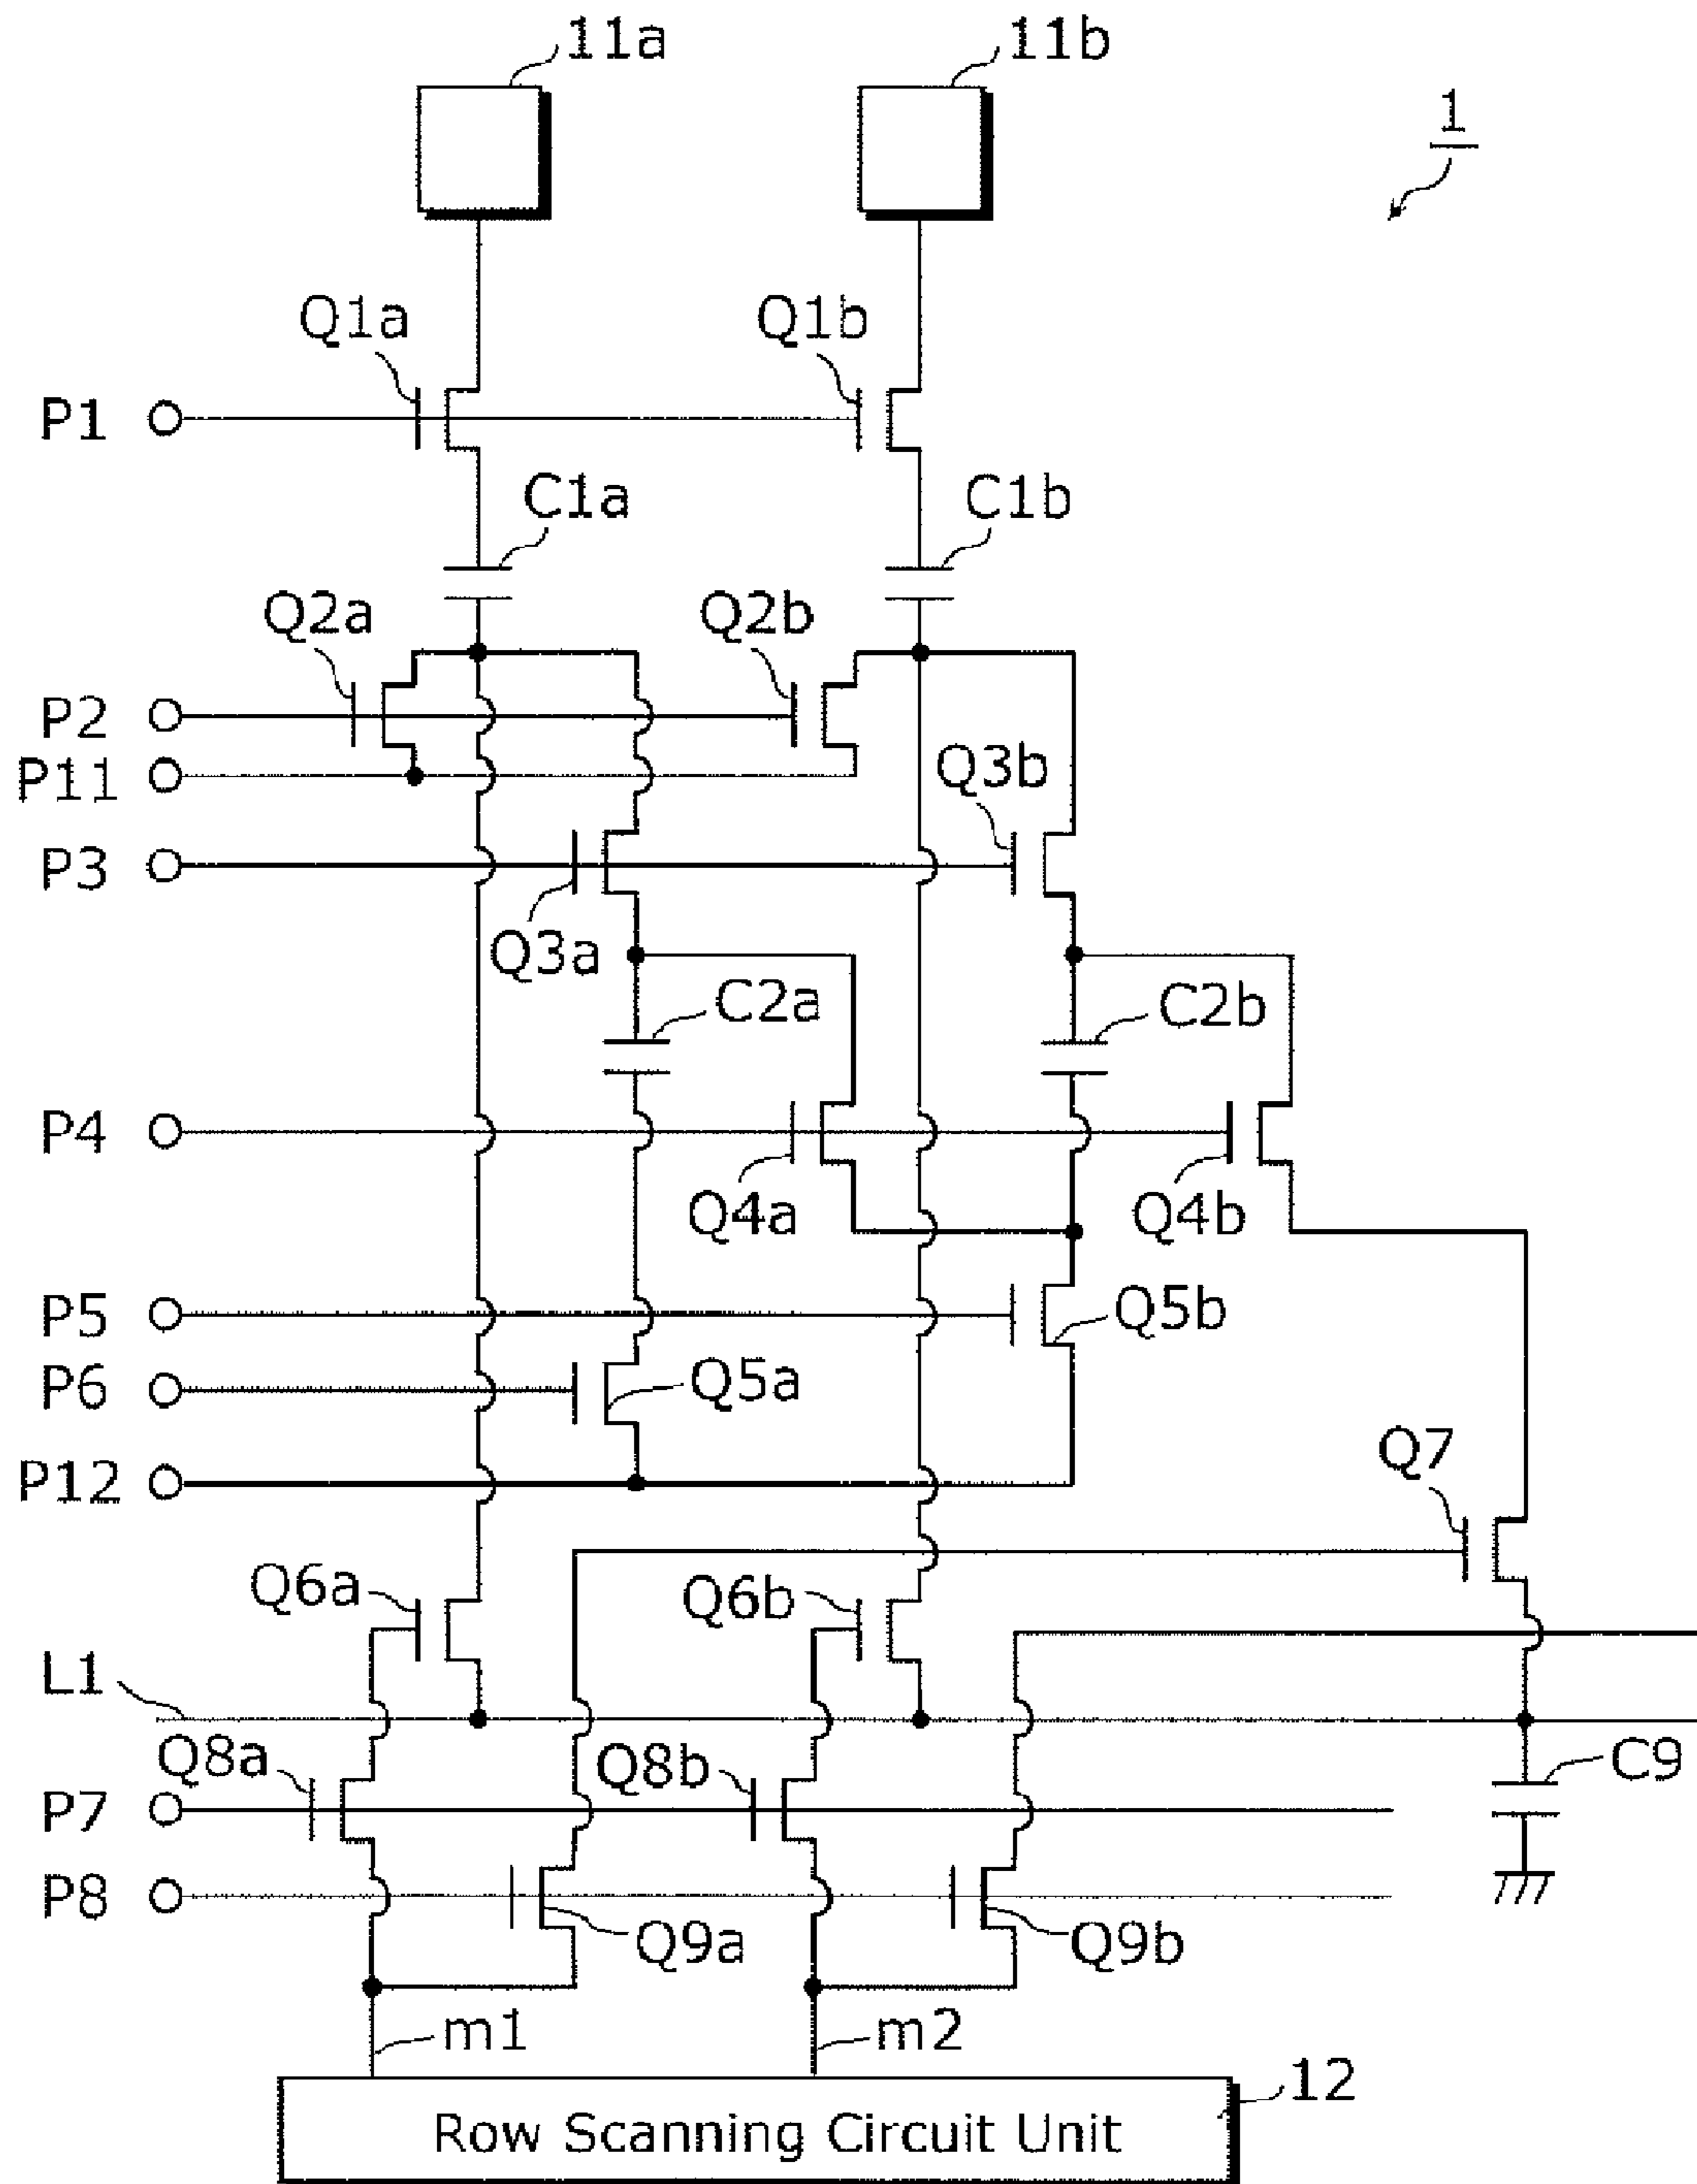 11a 11b
1
Q1a Q1b
P1
C1a C1b
Q2a Q2b
P2
P11 Q3b
P3
Q3a
C2a C2b
P4
Q4a Q4b
P5 Q5b
P6 Q5a
P12 Q7
Q6a Q6b
L1
Q8a Q8b C9
P7
P8
Q9a Q9b
m1 m2
12
Row Scanning Circuit Unit